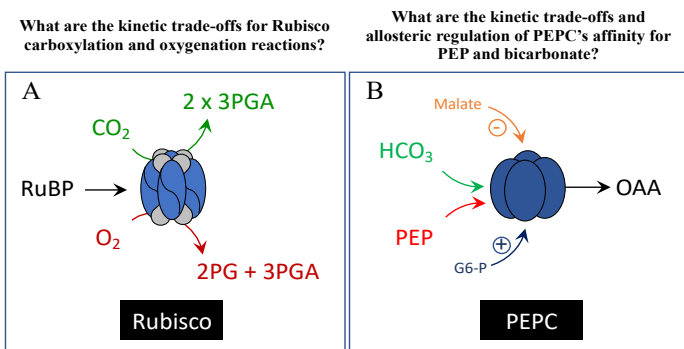 What are the kinetic trade-offs for Rubisco
carboxylation and oxygenation reactions?
What are the kinetic trade-offs and
allosteric regulation of PEPC's affinity for
PEP and bicarbonate?
A
2 x 3PGA
CO₂
RuBP
O₂
2PG + 3PGA
Rubisco
B
Malate
−
HCO₃
OAA
PEP
+
G6-P
PEPC